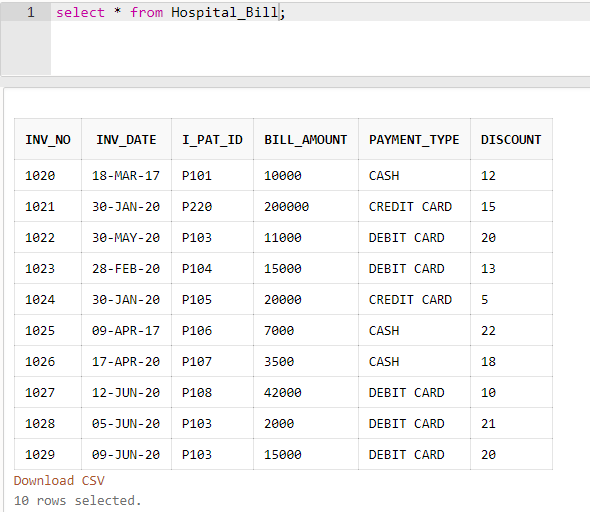 1 select * from Hospital_Bill;
INV_NO INV_DATE I_PAT_ID BILL_AMOUNT PAYMENT_TYPE DISCOUNT
1020 18-MAR-17 P101 10000 CASH 12
1021 30-JAN-20 P220 200000 CREDIT CARD 15
1022 30-MAY-20 P103 11000 DEBIT CARD 20
1023 28-FEB-20 P104 15000 DEBIT CARD 13
1024 30-JAN-20 P105 20000 CREDIT CARD 5
1025 09-APR-17 P106 7000 CASH 22
1026 17-APR-20 P107 3500 CASH 18
1027 12-JUN-20 P108 42000 DEBIT CARD 10
1028 05-JUN-20 P103 2000 DEBIT CARD 21
1029 09-JUN-20 P103 15000 DEBIT CARD 20
Download CSV
10 rows selected.